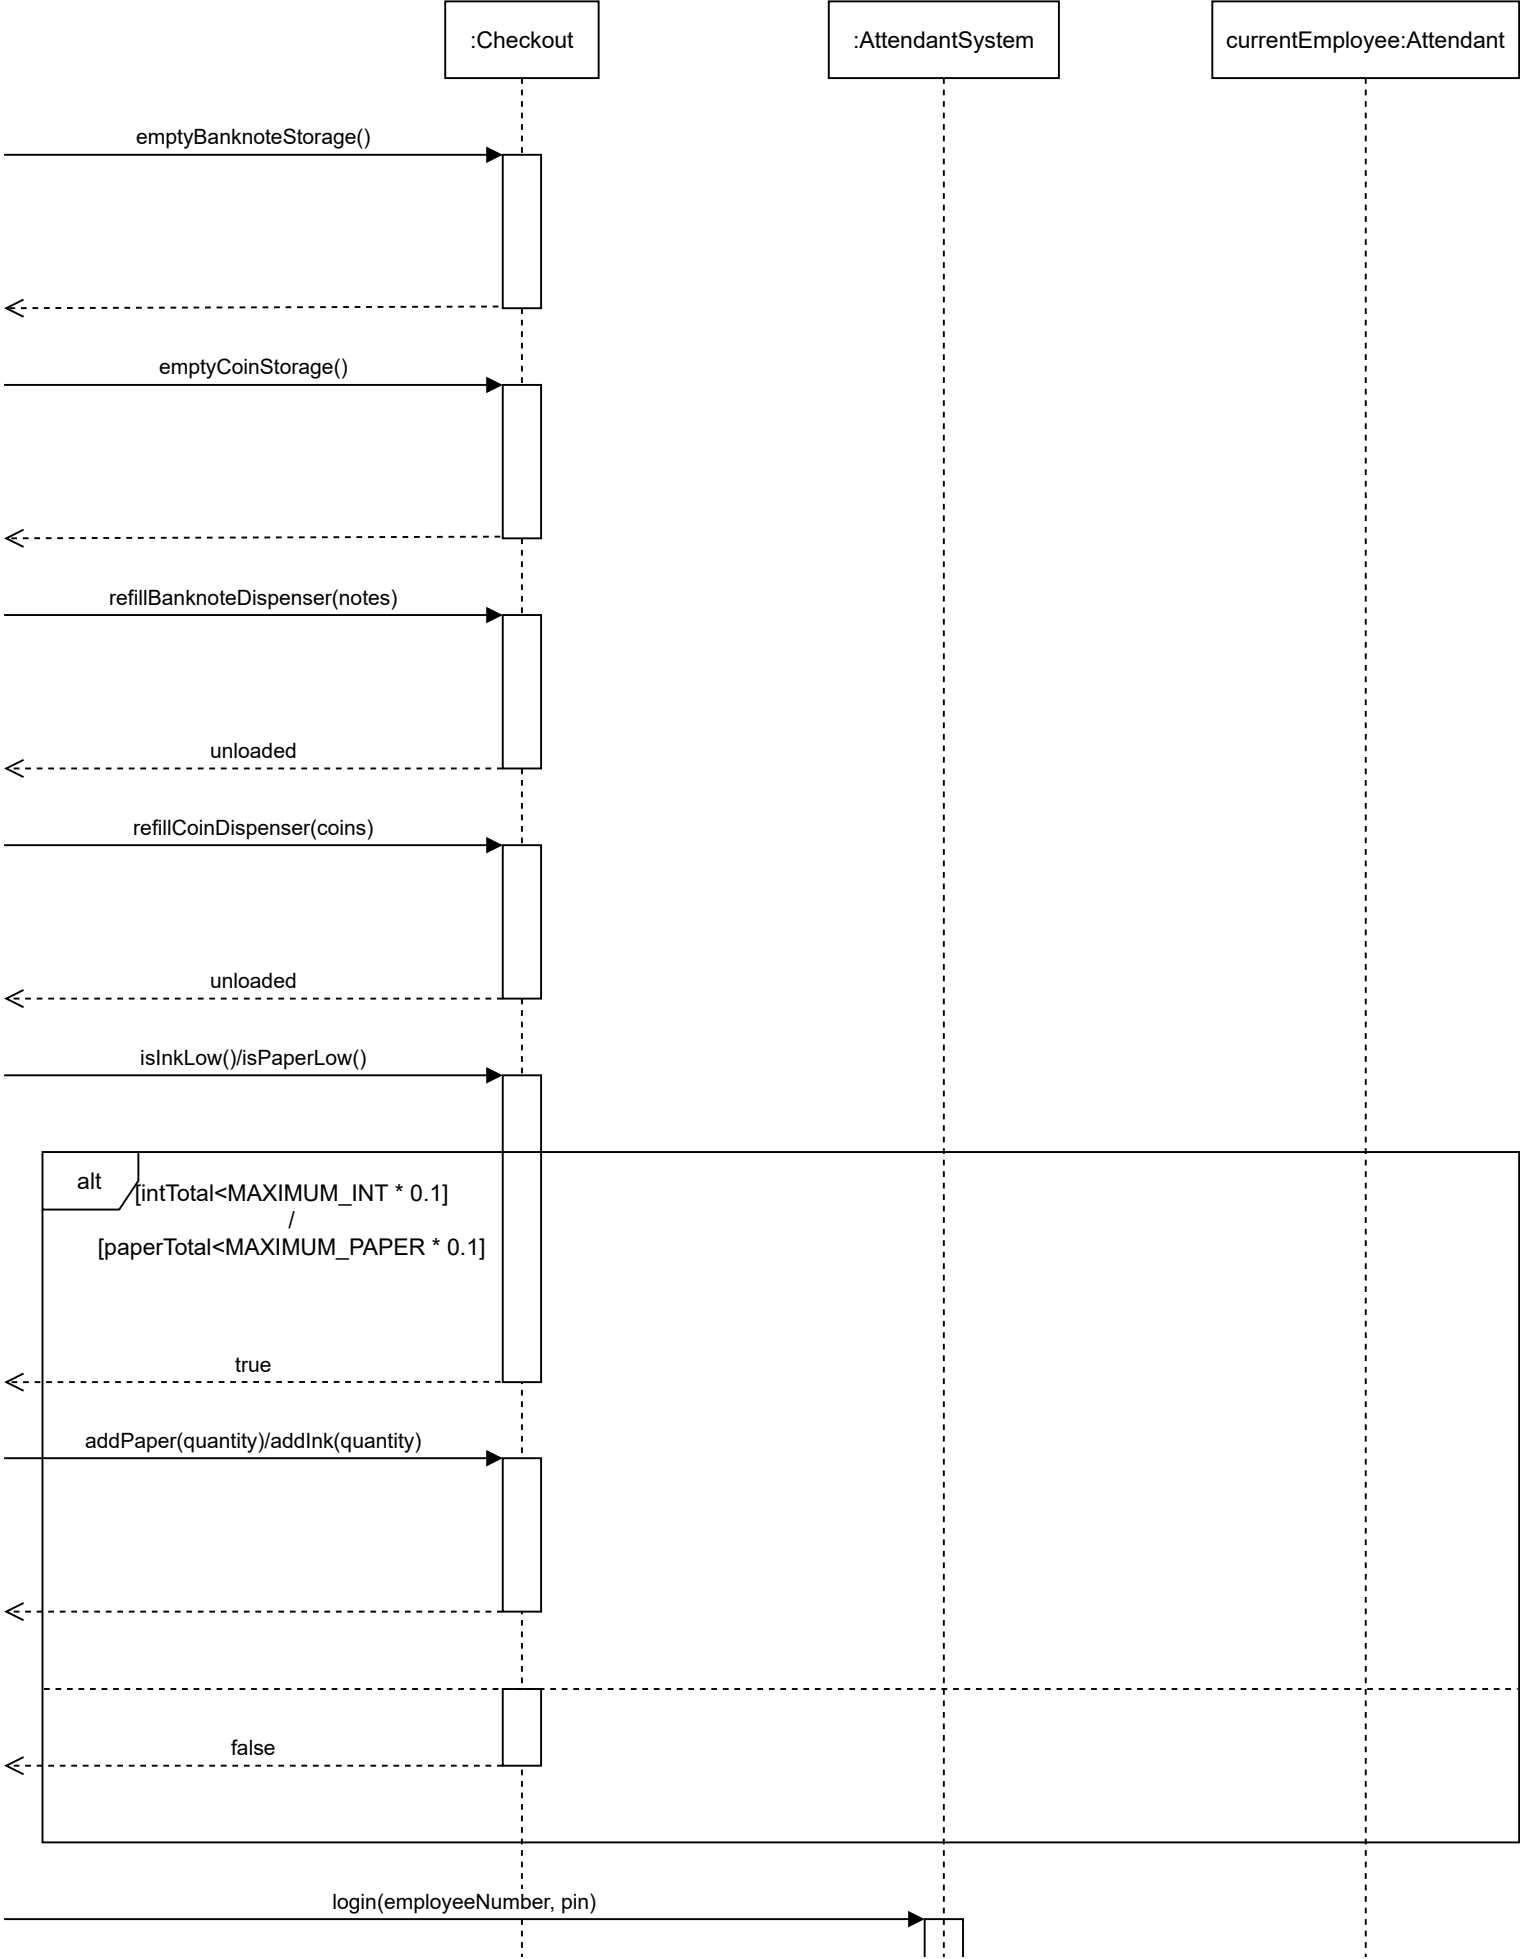 :Checkout
:AttendantSystem
currentEmployee:Attendant
emptyBanknoteStorage()
emptyCoinStorage()
refillBanknoteDispenser(notes)
unloaded
refillCoinDispenser(coins)
unloaded
isInkLow()/isPaperLow()
alt
[intTotal<MAXIMUM_INT * 0.1]
/
[paperTotal<MAXIMUM_PAPER * 0.1]
true
addPaper(quantity)/addInk(quantity)
false
login(employeeNumber, pin)